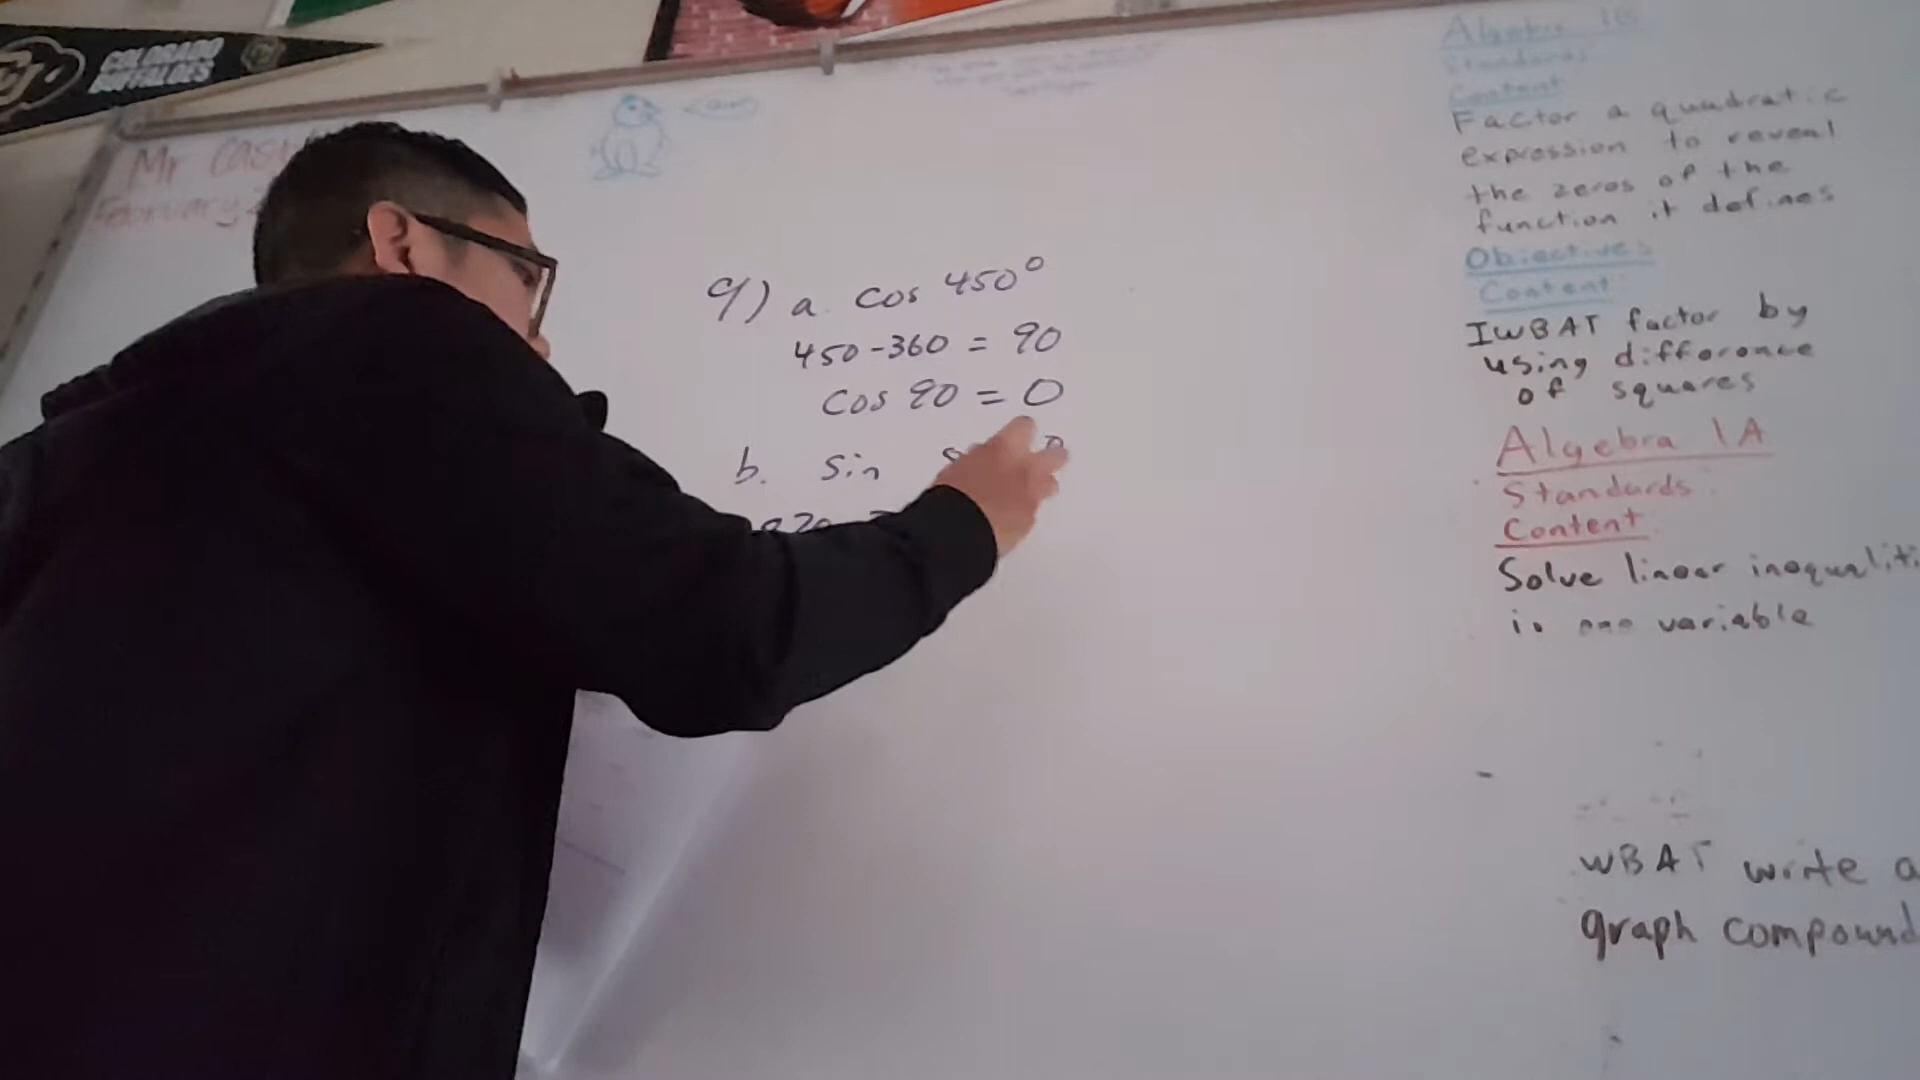 COLORADO
BUFFALOES
Mr
February
9) a. cos 450°
450-360 = 90
cos 90 = 0
b. sin
Algebra 1B
Standards
Content
Factor a quadratic
expression to reveal
the zeros of the
function it defines
Objectives
Content
IWBAT factor by
using difference
of squares
Algebra 1A
Standards
Content
Solve linear inequaliti
in one variable
WBAT write a
graph compound